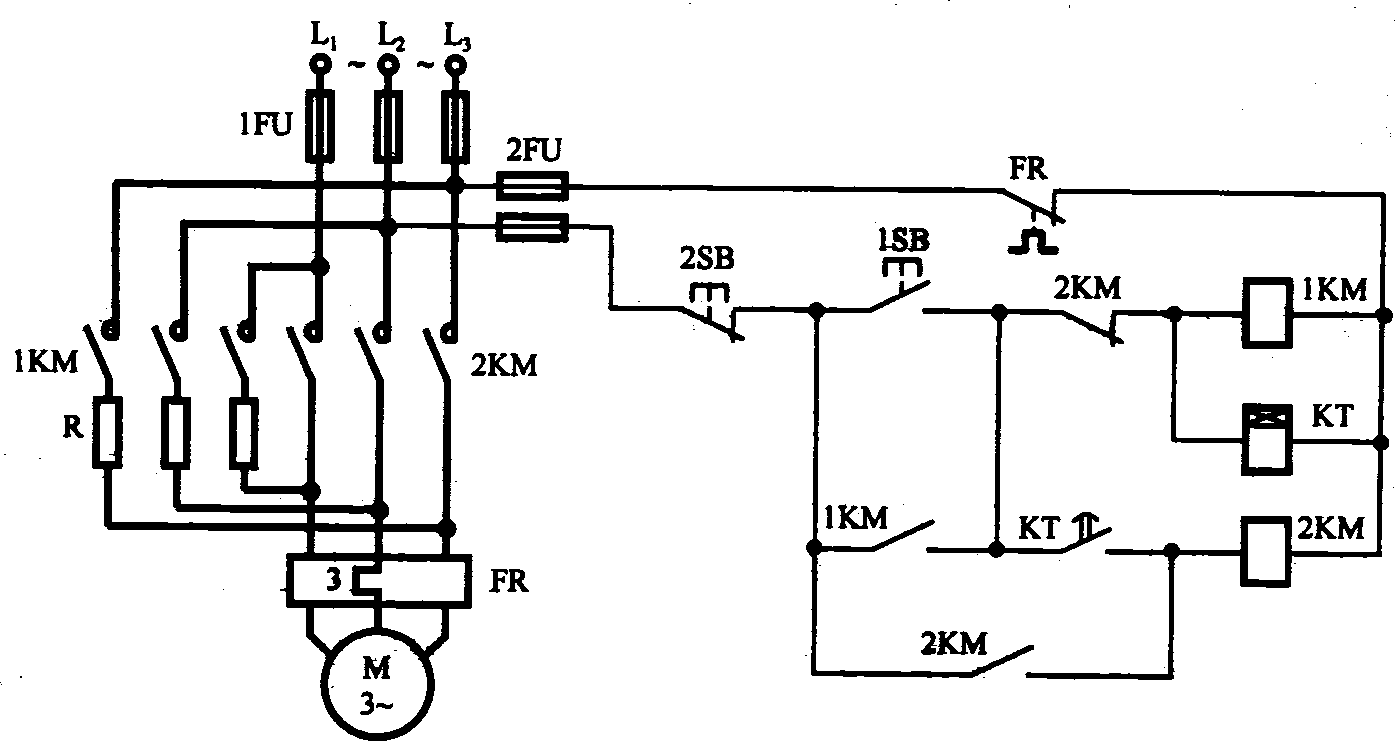 L₁ ~ L₂ ~ L₃
1FU
2FU
FR
2SB
1SB
2KM
1KM
1KM
2KM
R
KT
1KM
KT
2KM
3
FR
2KM
M
3~